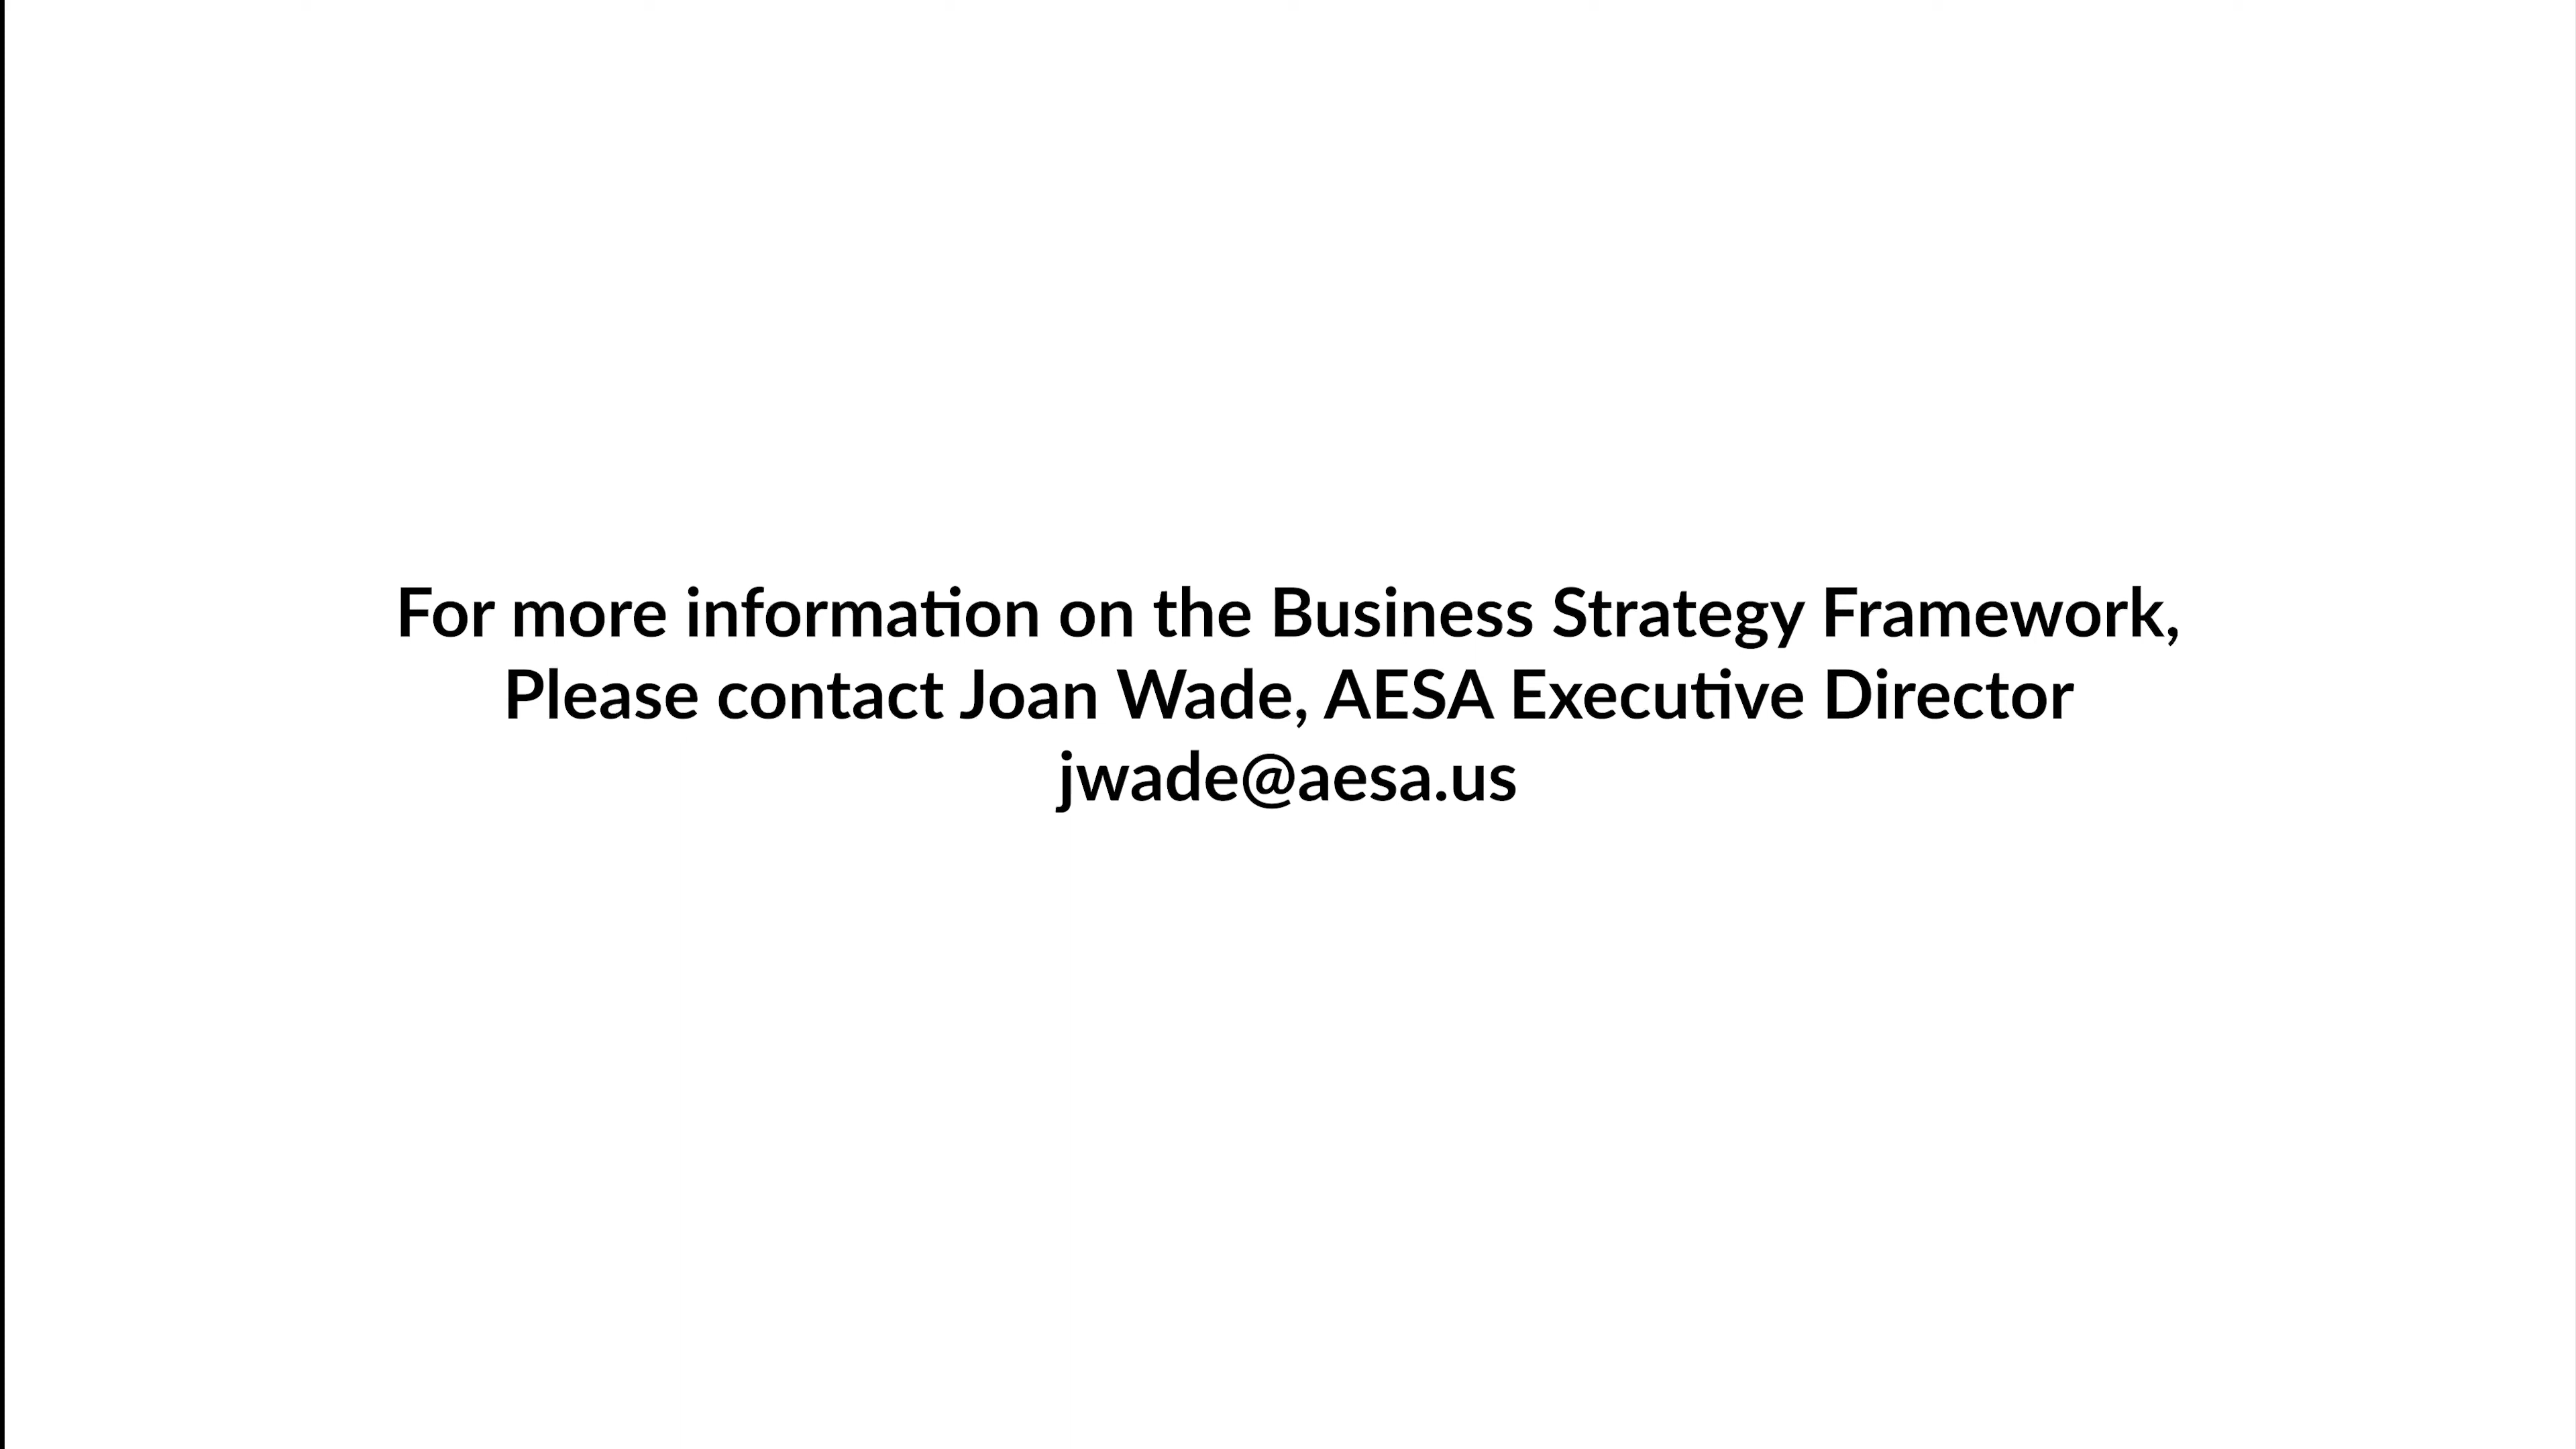 For more information on the Business Strategy Framework,
Please contact Joan Wade, AESA Executive Director
jwade@aesa.us